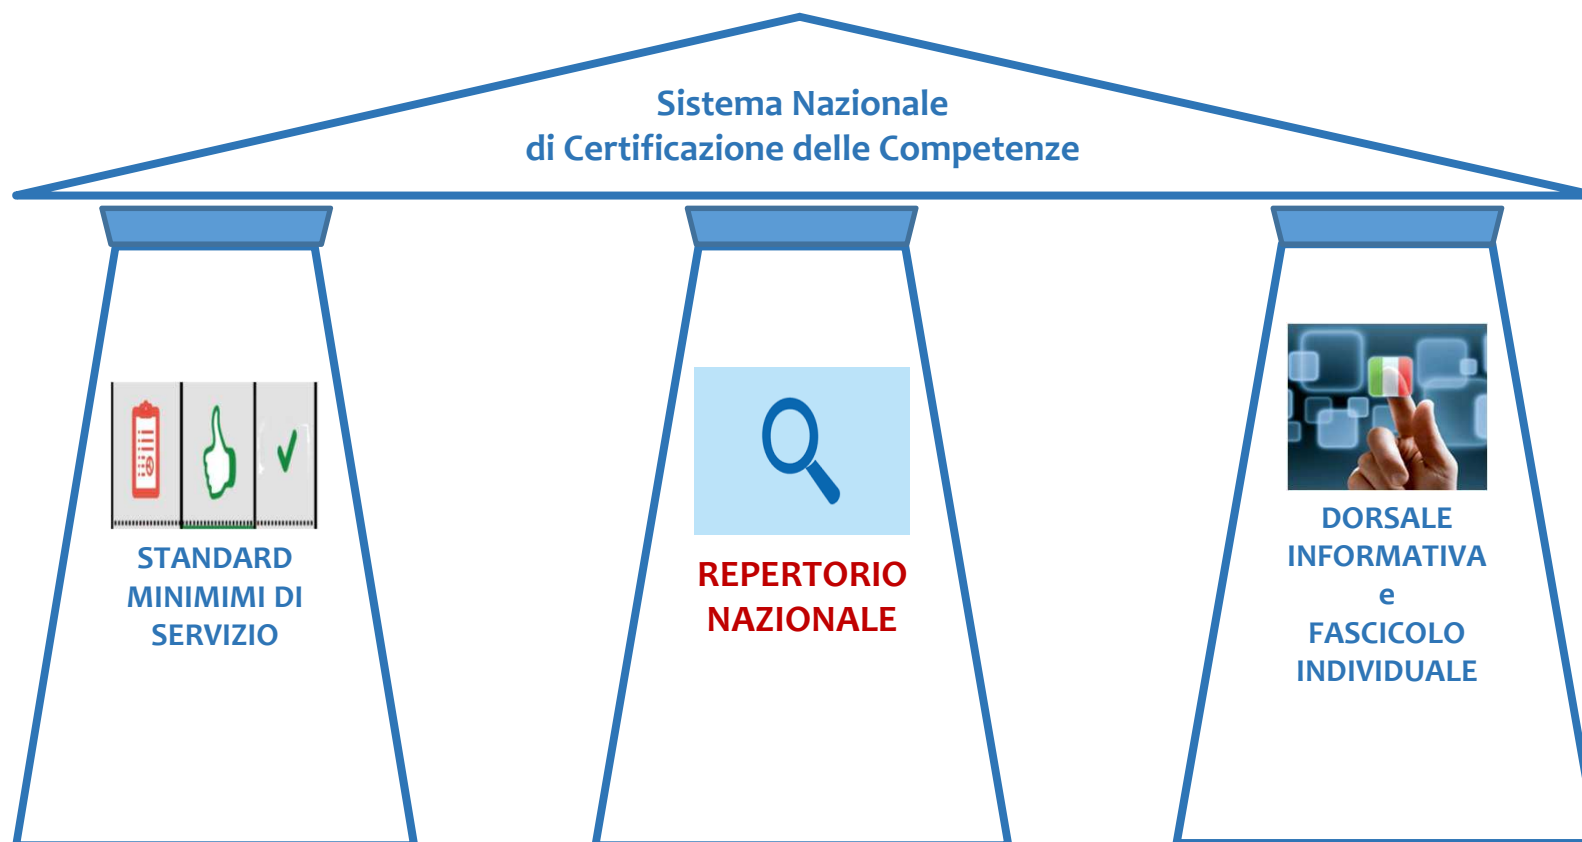 Sistema Nazionale
di Certificazione delle Competenze
STANDARD
MINIMIMI DI
SERVIZIO
REPERTORIO
NAZIONALE
DORSALE
INFORMATIVA
e
FASCICOLO
INDIVIDUALE